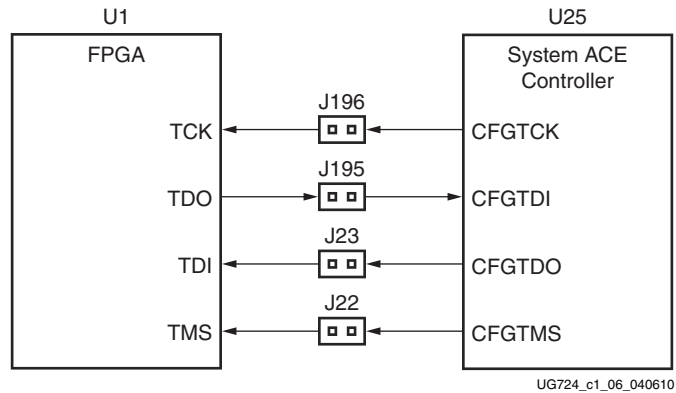 U1 U25
FPGA System ACE
Controller
J196
TCK CFGTCK
J195
TDO CFGTDI
J23
TDI CFGTDO
J22
TMS CFGTMS
UG724_c1_06_040610